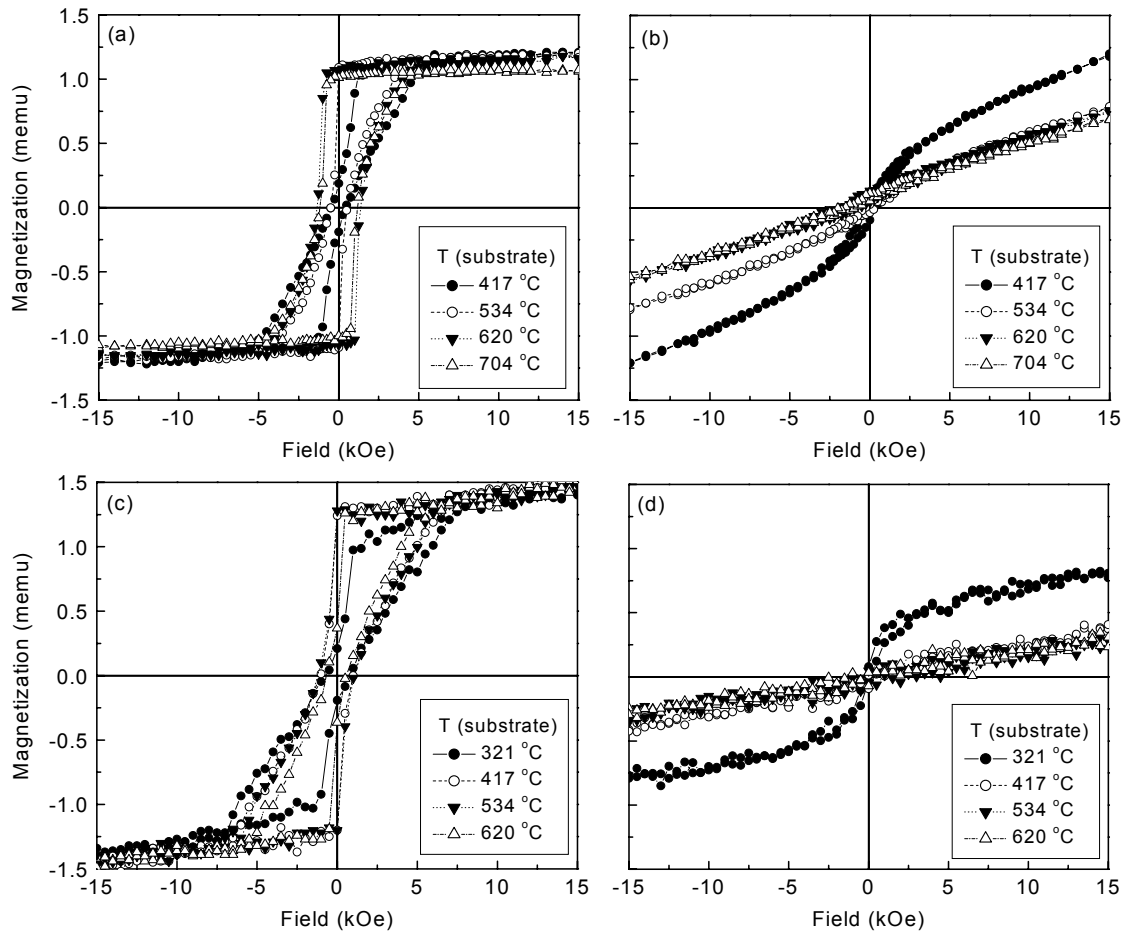 (a)
(b)
1.5
1.0
0.5
0.0
-0.5
-1.0
-1.5
Magnetization (memu)
T (substrate)
417 °C
534 °C
620 °C
704 °C
T (substrate)
417 °C
534 °C
620 °C
704 °C
-15 -10 -5 0 5 10 15
-15 -10 -5 0 5 10 15
Field (kOe)
Field (kOe)
(c)
(d)
1.5
1.0
0.5
0.0
-0.5
-1.0
-1.5
Magnetization (memu)
T (substrate)
321 °C
417 °C
534 °C
620 °C
T (substrate)
321 °C
417 °C
534 °C
620 °C
-15 -10 -5 0 5 10 15
-15 -10 -5 0 5 10 15
Field (kOe)
Field (kOe)